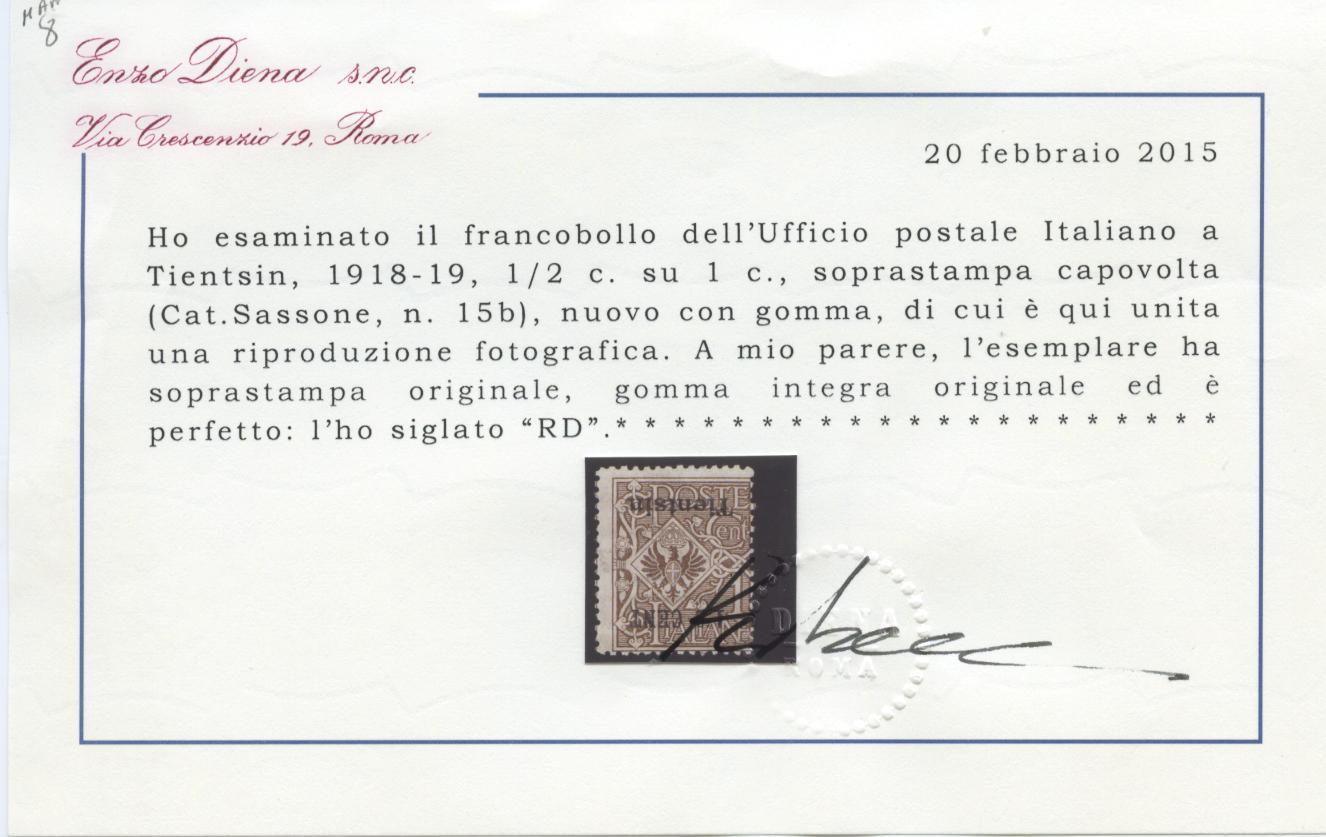 8
Enzo Diena s.n.c.
Via Crescenzio 19, Roma
20 febbraio 2015
Ho esaminato il francobollo dell'Ufficio postale Italiano a
Tientsin, 1918-19, 1/2 c. su 1 c., soprastampa capovolta
(Cat.Sassone, n. 15b), nuovo con gomma, di cui è qui unita
una riproduzione fotografica. A mio parere, l'esemplare ha
soprastampa originale, gomma integra originale ed è
perfetto: l'ho siglato “RD”.* * * * * * * * * * * * * * * * * * * * *
POSTE
Tientsin
Cent
CENT
ITALIANE
DIENA
ROMA